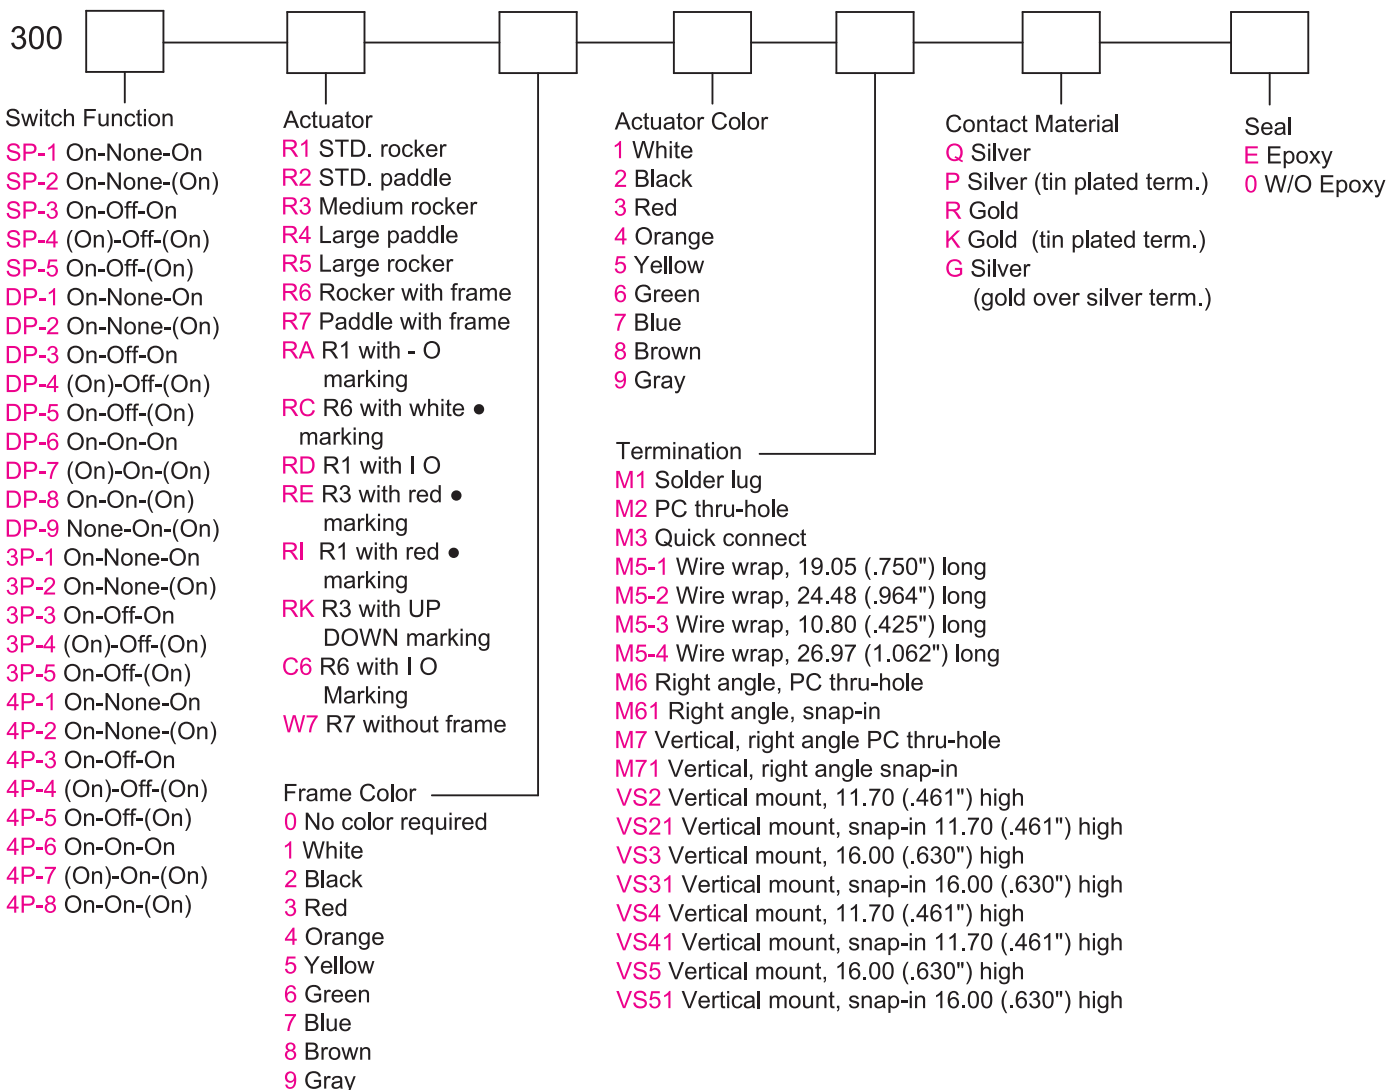 300
Switch Function
SP-1 On-None-On
SP-2 On-None-(On)
SP-3 On-Off-On
SP-4 (On)-Off-(On)
SP-5 On-Off-(On)
DP-1 On-None-On
DP-2 On-None-(On)
DP-3 On-Off-On
DP-4 (On)-Off-(On)
DP-5 On-Off-(On)
DP-6 On-On-On
DP-7 (On)-On-(On)
DP-8 On-On-(On)
DP-9 None-On-(On)
3P-1 On-None-On
3P-2 On-None-(On)
3P-3 On-Off-On
3P-4 (On)-Off-(On)
3P-5 On-Off-(On)
4P-1 On-None-On
4P-2 On-None-(On)
4P-3 On-Off-On
4P-4 (On)-Off-(On)
4P-5 On-Off-(On)
4P-6 On-On-On
4P-7 (On)-On-(On)
4P-8 On-On-(On)
Actuator
R1 STD. rocker
R2 STD. paddle
R3 Medium rocker
R4 Large paddle
R5 Large rocker
R6 Rocker with frame
R7 Paddle with frame
RA R1 with - O
marking
RC R6 with white ●
marking
RD R1 with I O
RE R3 with red ●
marking
RI R1 with red ●
marking
RK R3 with UP
DOWN marking
C6 R6 with I O
Marking
W7 R7 without frame
Frame Color
0 No color required
1 White
2 Black
3 Red
4 Orange
5 Yellow
6 Green
7 Blue
8 Brown
9 Gray
Actuator Color
1 White
2 Black
3 Red
4 Orange
5 Yellow
6 Green
7 Blue
8 Brown
9 Gray
Termination
M1 Solder lug
M2 PC thru-hole
M3 Quick connect
M5-1 Wire wrap, 19.05 (.750") long
M5-2 Wire wrap, 24.48 (.964") long
M5-3 Wire wrap, 10.80 (.425") long
M5-4 Wire wrap, 26.97 (1.062") long
M6 Right angle, PC thru-hole
M61 Right angle, snap-in
M7 Vertical, right angle PC thru-hole
M71 Vertical, right angle snap-in
VS2 Vertical mount, 11.70 (.461") high
VS21 Vertical mount, snap-in 11.70 (.461") high
VS3 Vertical mount, 16.00 (.630") high
VS31 Vertical mount, snap-in 16.00 (.630") high
VS4 Vertical mount, 11.70 (.461") high
VS41 Vertical mount, snap-in 11.70 (.461") high
VS5 Vertical mount, 16.00 (.630") high
VS51 Vertical mount, snap-in 16.00 (.630") high
Contact Material
Q Silver
P Silver (tin plated term.)
R Gold
K Gold (tin plated term.)
G Silver
(gold over silver term.)
Seal
E Epoxy
0 W/O Epoxy